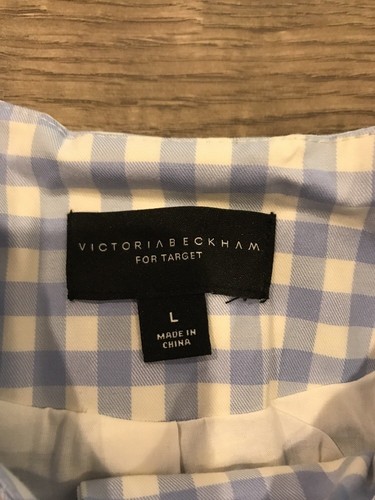 VICTORIA BECKHAM
FOR TARGET
L
MADE IN
CHINA